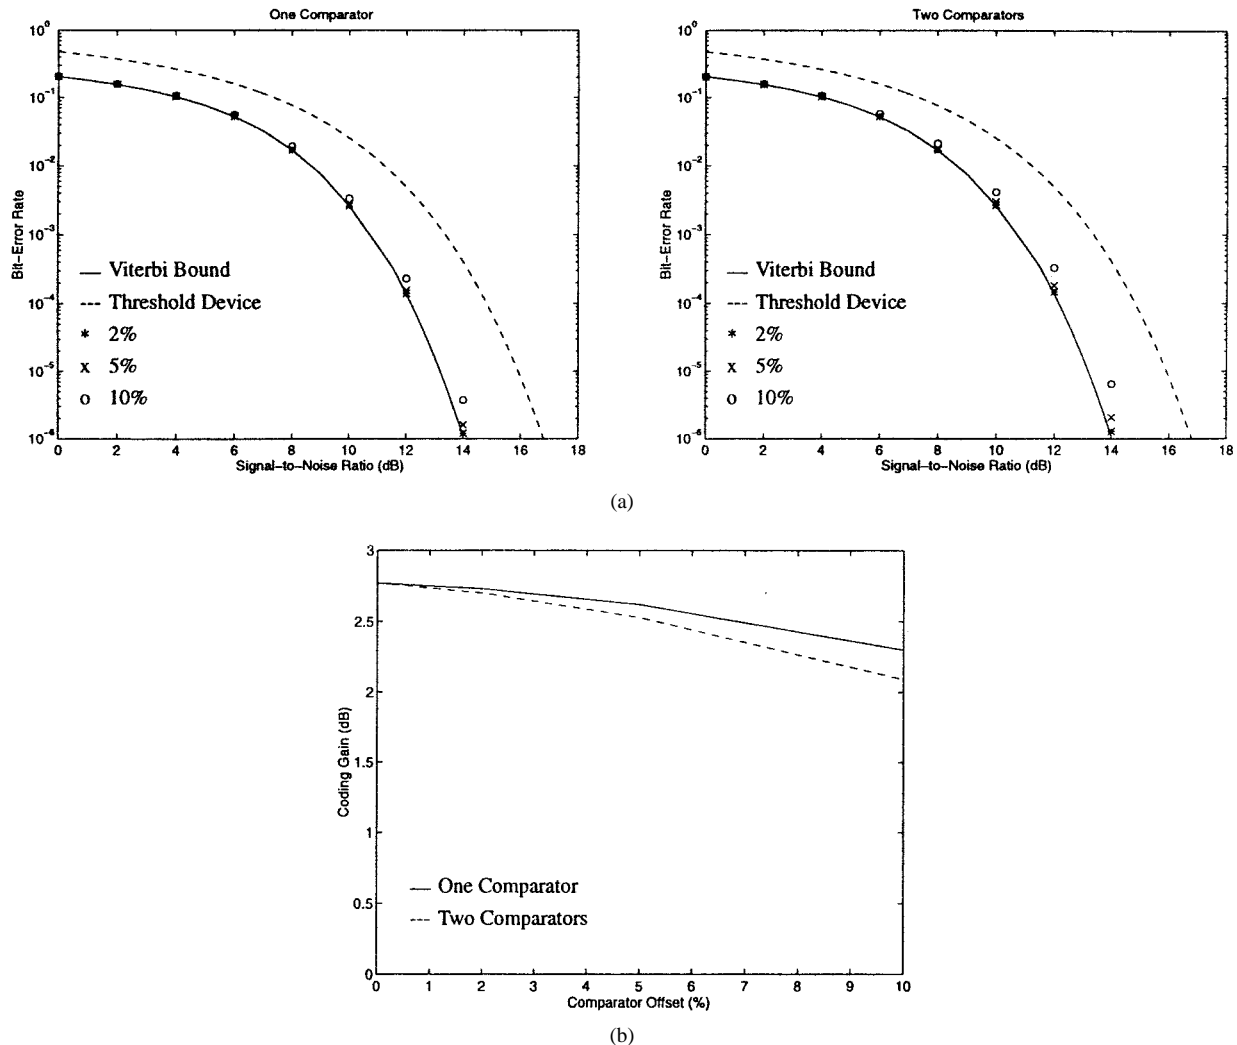 One Comparator
10⁰
10⁻¹
10⁻²
10⁻³
10⁻⁴
10⁻⁵
10⁻⁶
Bit–Error Rate
Viterbi Bound
Threshold Device
* 2%
x 5%
o 10%
0 2 4 6 8 10 12 14 16 18
Signal–to–Noise Ratio (dB)
Two Comparators
10⁰
10⁻¹
10⁻²
10⁻³
10⁻⁴
10⁻⁵
10⁻⁶
Bit–Error Rate
Viterbi Bound
Threshold Device
* 2%
x 5%
o 10%
0 2 4 6 8 10 12 14 16 18
Signal–to–Noise Ratio (dB)
(a)
3
2.5
2
1.5
1
0.5
0
Coding Gain (dB)
One Comparator
Two Comparators
0 1 2 3 4 5 6 7 8 9 10
Comparator Offset (%)
(b)